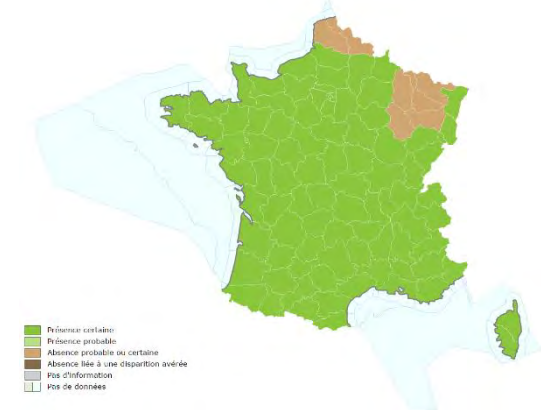 Présence certaine
Présence probable
Absence probable ou certaine
Absence liée à une disparition avérée
Pas d'information
Pas de données